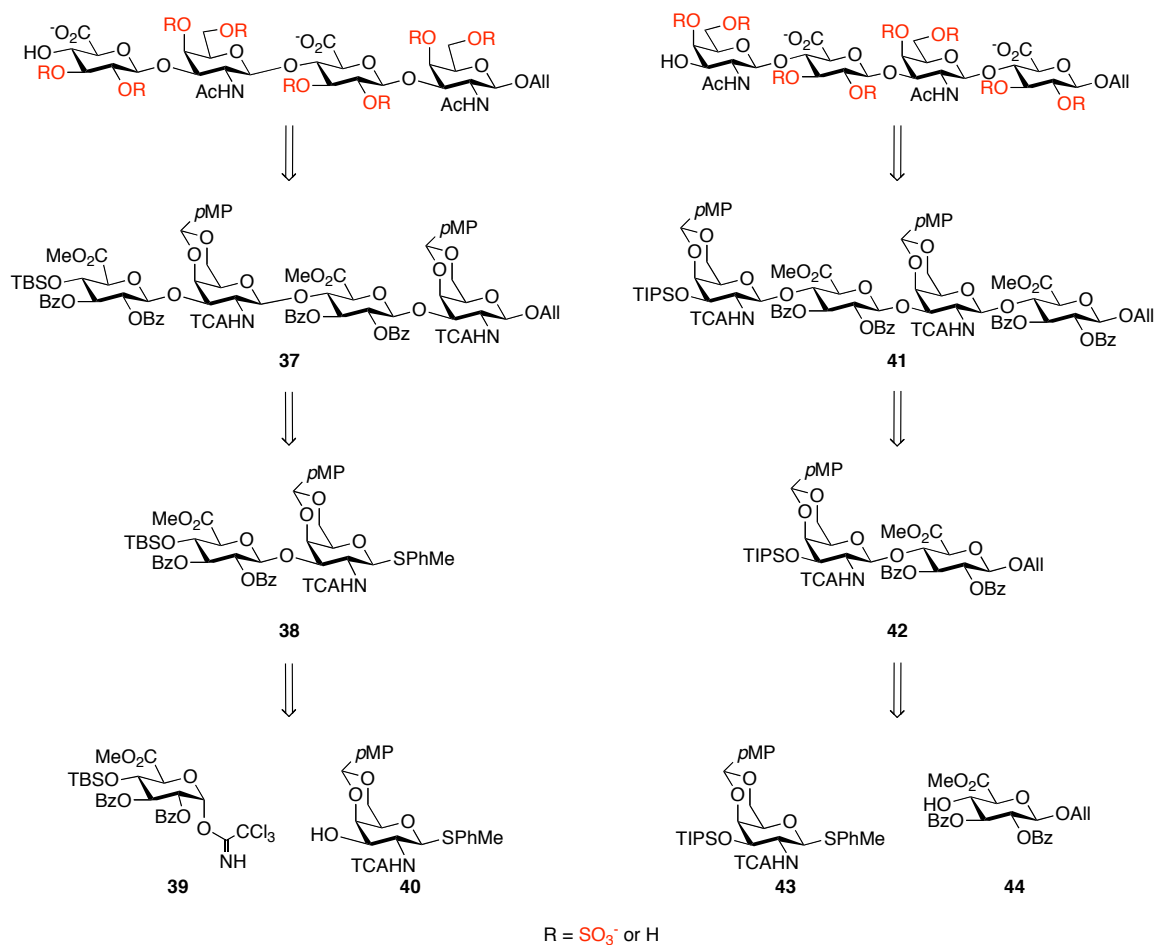 ⁻O₂C O RO OR O ⁻O₂C O RO OR O
HO RO OR O AcHN O RO OR O AcHN OAll
RO OR O ⁻O₂C O RO OR O ⁻O₂C O
HO AcHN O RO OR O AcHN O RO OR OAll
pMP
O
O
MeO₂C
TBSO O
BzO OBz O
O
TCAHN O
MeO₂C
O
BzO OBz O
pMP
O
O
O
TCAHN OAll
37
pMP
O
O
O
TIPSO
TCAHN O
MeO₂C
O
BzO OBz O
pMP
O
O
O
TCAHN O
MeO₂C
O
BzO OBz OAll
41
pMP
O
O
MeO₂C
TBSO O
BzO OBz O
O
TCAHN SPhMe
38
pMP
O
O
O
TIPSO
TCAHN O
MeO₂C
O
BzO OBz OAll
42
MeO₂C
TBSO O
BzO
BzO
O CCl₃
NH
39
pMP
O
O
O
HO SPhMe
TCAHN
40
pMP
O
O
O
TIPSO SPhMe
TCAHN
43
MeO₂C
HO O
BzO OAll
OBz
44
R = SO₃⁻ or H